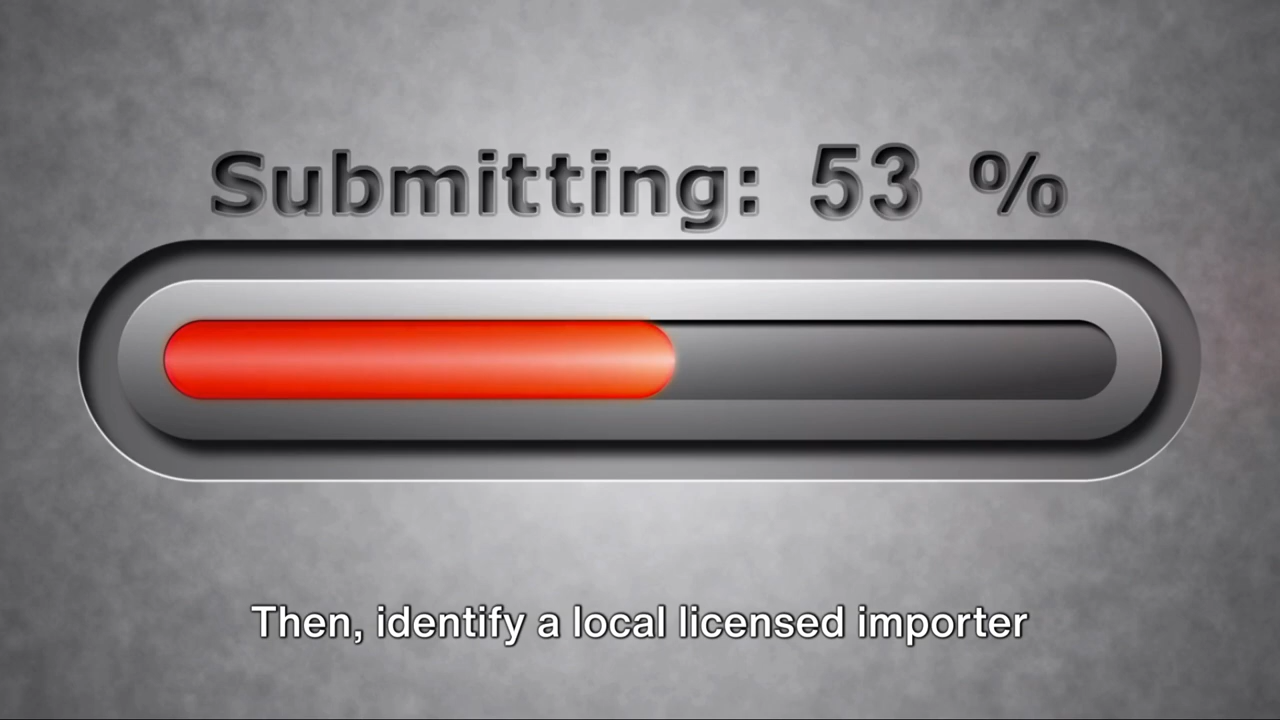 Submitting: 53 %
Then, identify a local licensed importer